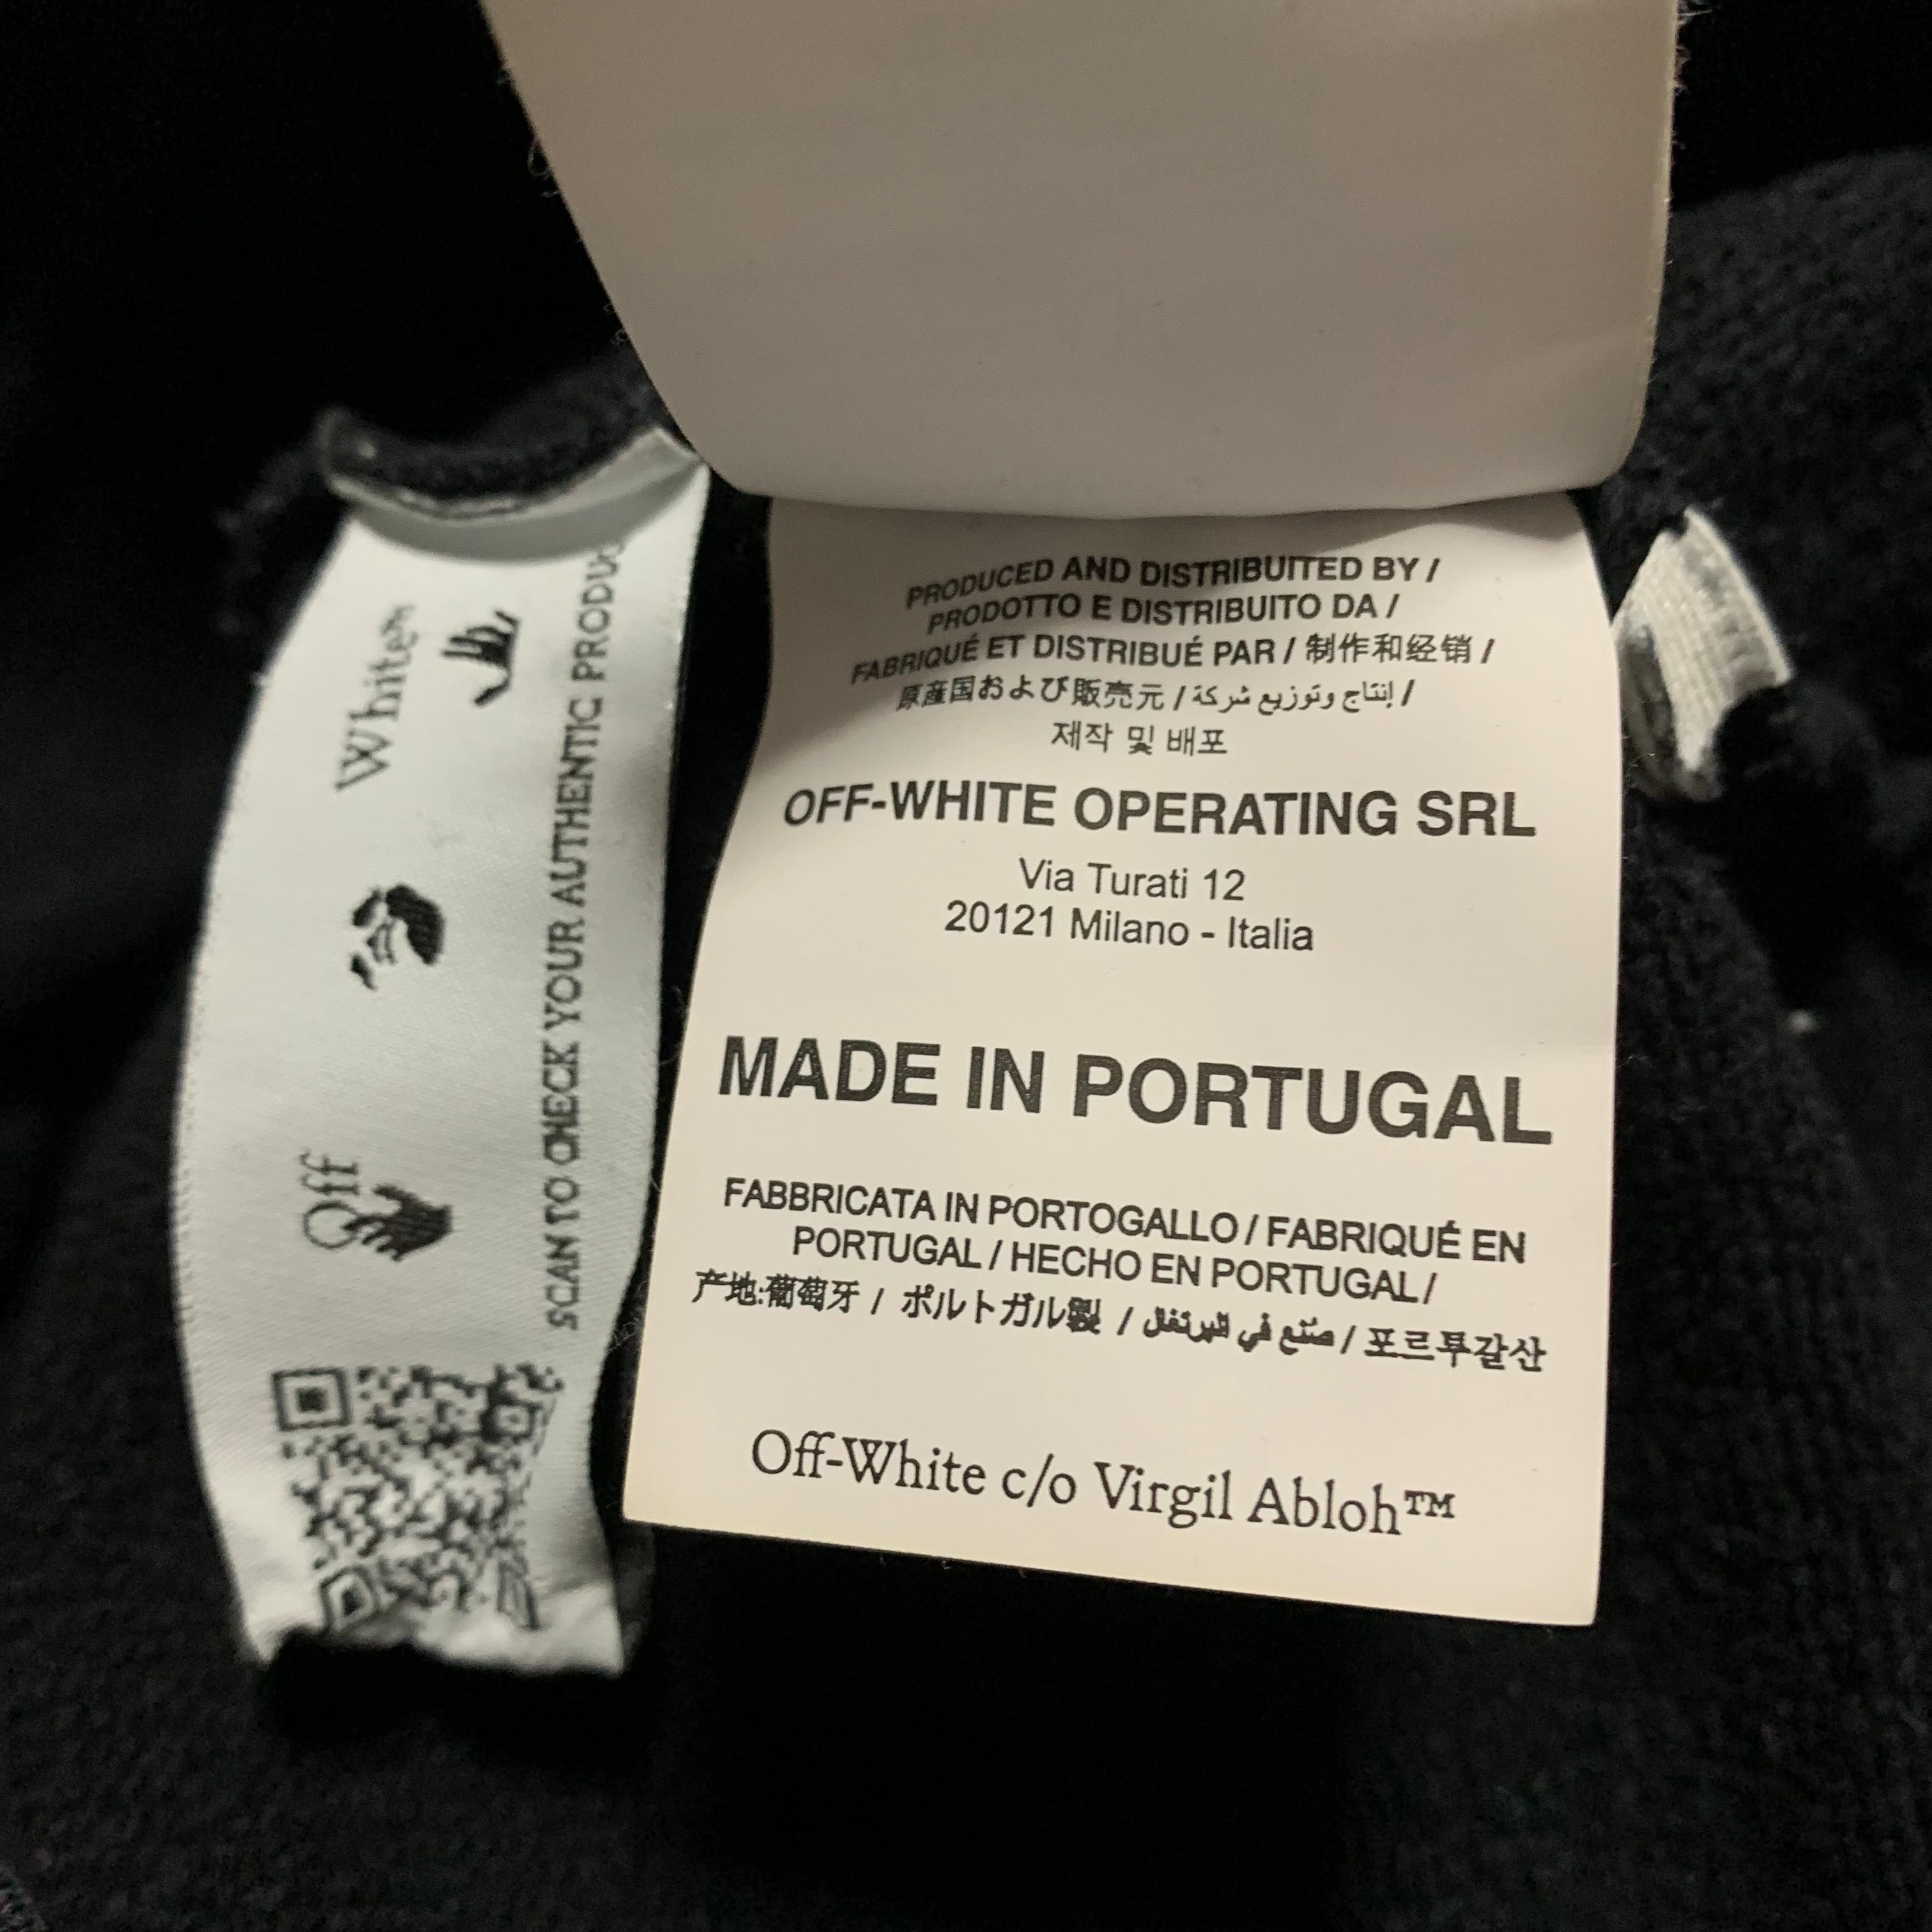 White
Off
SCAN TO CHECK YOUR AUTHENTIC
PRODUCED AND DISTRIBUITED BY /
PRODOTTO E DISTRIBUITO DA /
FABRIQUÉ ET DISTRIBUÉ PAR / 制作和经销 /
原産国および販売元 / إنتاج وتوزيع شركة /
제작 및 배포
OFF-WHITE OPERATING SRL
Via Turati 12
20121 Milano - Italia
MADE IN PORTUGAL
FABBRICATA IN PORTOGALLO / FABRIQUÉ EN
PORTUGAL / HECHO EN PORTUGAL /
产地:葡萄牙 / ポルトガル製 / صنع في البرتغال / 포르투갈산
Off-White c/o Virgil Abloh™